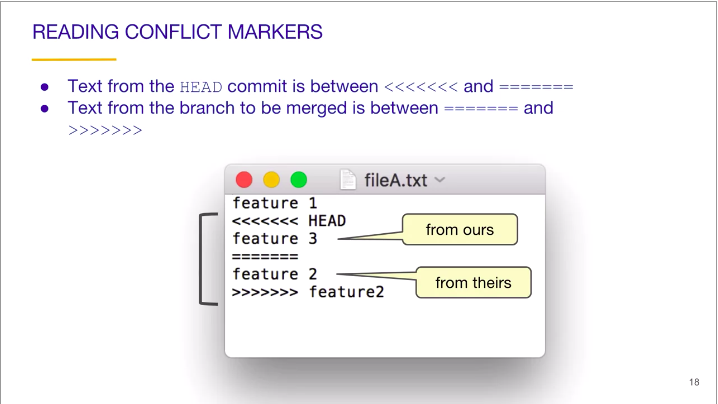 READING CONFLICT MARKERS
● Text from the HEAD commit is between <<<<<<< and =======
● Text from the branch to be merged is between ======= and
>>>>>>>
fileA.txt
feature 1
<<<<<<< HEAD
feature 3
from ours
=======
feature 2
from theirs
>>>>>>> feature2
18